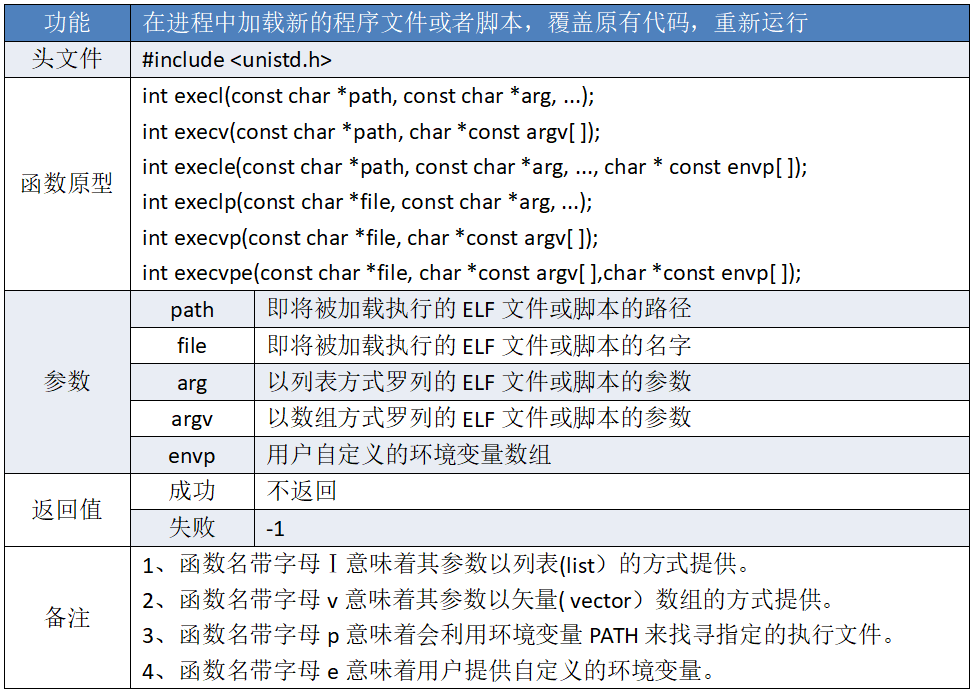 功能 在进程中加载新的程序文件或者脚本，覆盖原有代码，重新运行
头文件 #include <unistd.h>
函数原型
int execl(const char *path, const char *arg, ...);
int execv(const char *path, char *const argv[ ]);
int execle(const char *path, const char *arg, ..., char * const envp[ ]);
int execlp(const char *file, const char *arg, ...);
int execvp(const char *file, char *const argv[ ]);
int execvpe(const char *file, char *const argv[ ],char *const envp[ ]);
参数
path 即将被加载执行的 ELF 文件或脚本的路径
file 即将被加载执行的 ELF 文件或脚本的名字
arg 以列表方式罗列的 ELF 文件或脚本的参数
argv 以数组方式罗列的 ELF 文件或脚本的参数
envp 用户自定义的环境变量数组
返回值
成功 不返回
失败 -1
备注
1、函数名带字母 l 意味着其参数以列表(list）的方式提供。
2、函数名带字母 v 意味着其参数以矢量( vector）数组的方式提供。
3、函数名带字母 p 意味着会利用环境变量 PATH 来找寻指定的执行文件。
4、函数名带字母 e 意味着用户提供自定义的环境变量。